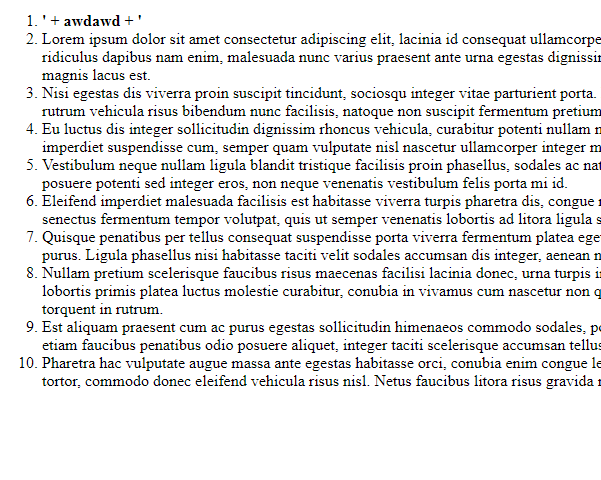 1. ' + awdawd + '
2. Lorem ipsum dolor sit amet consectetur adipiscing elit, lacinia id consequat ullamcorpe
ridiculus dapibus nam enim, malesuada nunc varius praesent ante urna egestas dignissi
magnis lacus est.
3. Nisi egestas dis viverra proin suscipit tincidunt, sociosqu integer vitae parturient porta.
rutrum vehicula risus bibendum nunc facilisis, natoque non suscipit fermentum pretium
4. Eu luctus dis integer sollicitudin dignissim rhoncus vehicula, curabitur potenti nullam
imperdiet suspendisse cum, semper quam vulputate nisl nascetur ullamcorper integer
5. Vestibulum neque nullam ligula blandit tristique facilisis proin phasellus, sodales ac nat
posuere potenti sed integer eros, non neque venenatis vestibulum felis porta mi id.
6. Eleifend imperdiet malesuada facilisis est habitasse viverra turpis pharetra dis, congue
senectus fermentum tempor volutpat, quis ut semper venenatis lobortis ad litora ligula s
7. Quisque penatibus per tellus consequat suspendisse porta viverra fermentum platea ege
purus. Ligula phasellus nisi habitasse taciti velit sodales accumsan dis integer, aenean
8. Nullam pretium scelerisque faucibus risus maecenas facilisi lacinia donec, urna turpis
lobortis primis platea luctus molestie curabitur, conubia in vivamus cum nascetur non q
torquent in rutrum.
9. Est aliquam praesent cum ac purus egestas sollicitudin himenaeos commodo sodales,
etiam faucibus penatibus odio posuere aliquet, integer taciti scelerisque accumsan tellus
10. Pharetra hac vulputate augue massa ante egestas habitasse orci, conubia enim congue le
tortor, commodo donec eleifend vehicula risus nisl. Netus faucibus litora risus gravida